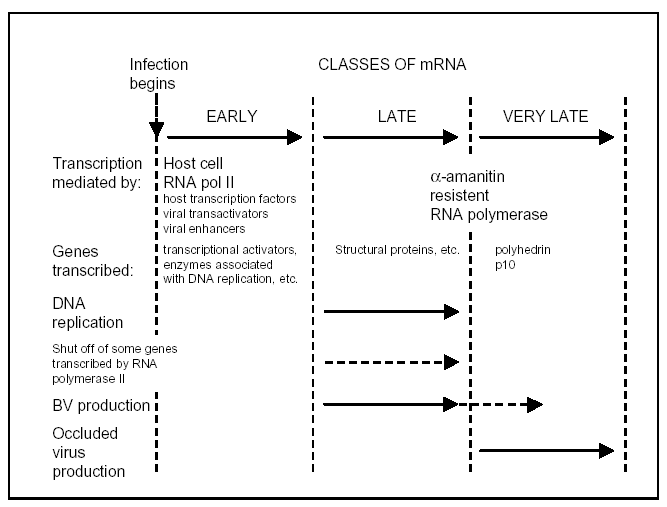 Infection
begins
CLASSES OF mRNA
EARLY
LATE
VERY LATE
Transcription
mediated by:
Host cell
RNA pol II
host transcription factors
viral transactivators
viral enhancers
α-amanitin
resistent
RNA polymerase
Genes
transcribed:
transcriptional activators,
enzymes associated
with DNA replication, etc.
Structural proteins, etc.
polyhedrin
p10
DNA
replication
Shut off of some genes
transcribed by RNA
polymerase II
BV production
Occluded
virus
production